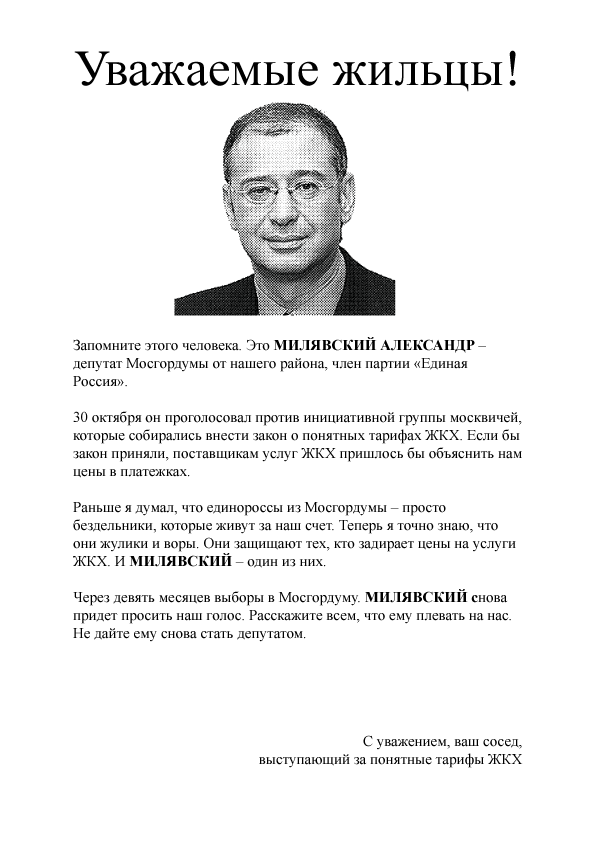 Уважаемые жильцы!
Запомните этого человека. Это МИЛЯВСКИЙ АЛЕКСАНДР –
депутат Мосгордумы от нашего района, член партии «Единая
Россия».
30 октября он проголосовал против инициативной группы москвичей,
которые собирались внести закон о понятных тарифах ЖКХ. Если бы
закон приняли, поставщикам услуг ЖКХ пришлось бы объяснить нам
цены в платежках.
Раньше я думал, что единороссы из Мосгордумы – просто
бездельники, которые живут за наш счет. Теперь я точно знаю, что
они жулики и воры. Они защищают тех, кто задирает цены на услуги
ЖКХ. И МИЛЯВСКИЙ – один из них.
Через девять месяцев выборы в Мосгордуму. МИЛЯВСКИЙ снова
придет просить наш голос. Расскажите всем, что ему плевать на нас.
Не дайте ему снова стать депутатом.
С уважением, ваш сосед,
выступающий за понятные тарифы ЖКХ